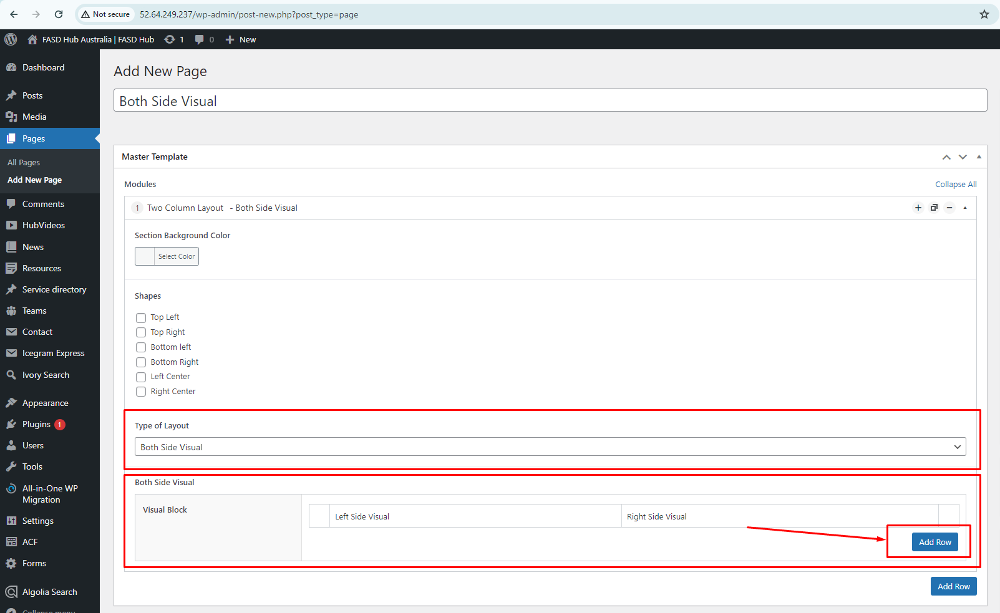 Not secure 52.64.249.237/wp-admin/post-new.php?post_type=page
FASD Hub Australia | FASD Hub 1 0 New
Dashboard
Posts
Media
Pages
All Pages
Add New Page
Comments
HubVideos
News
Resources
Service directory
Teams
Contact
Icegram Express
Ivory Search
Appearance
Plugins 1
Users
Tools
All-in-One WP
Migration
Settings
ACF
Forms
Algolia Search
Collapse menu
Add New Page
Both Side Visual
Master Template
Modules Collapse All
1 Two Column Layout - Both Side Visual
Section Background Color
Select Color
Shapes
Top Left
Top Right
Bottom left
Bottom Right
Left Center
Right Center
Type of Layout
Both Side Visual
Both Side Visual
Visual Block
Left Side Visual Right Side Visual
Add Row
Add Row